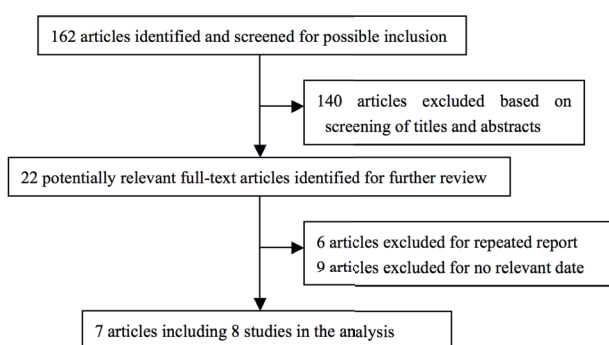 162 articles identified and screened for possible inclusion
140 articles excluded based on
screening of titles and abstracts
22 potentially relevant full-text articles identified for further review
6 articles excluded for repeated report
9 articles excluded for no relevant date
7 articles including 8 studies in the analysis